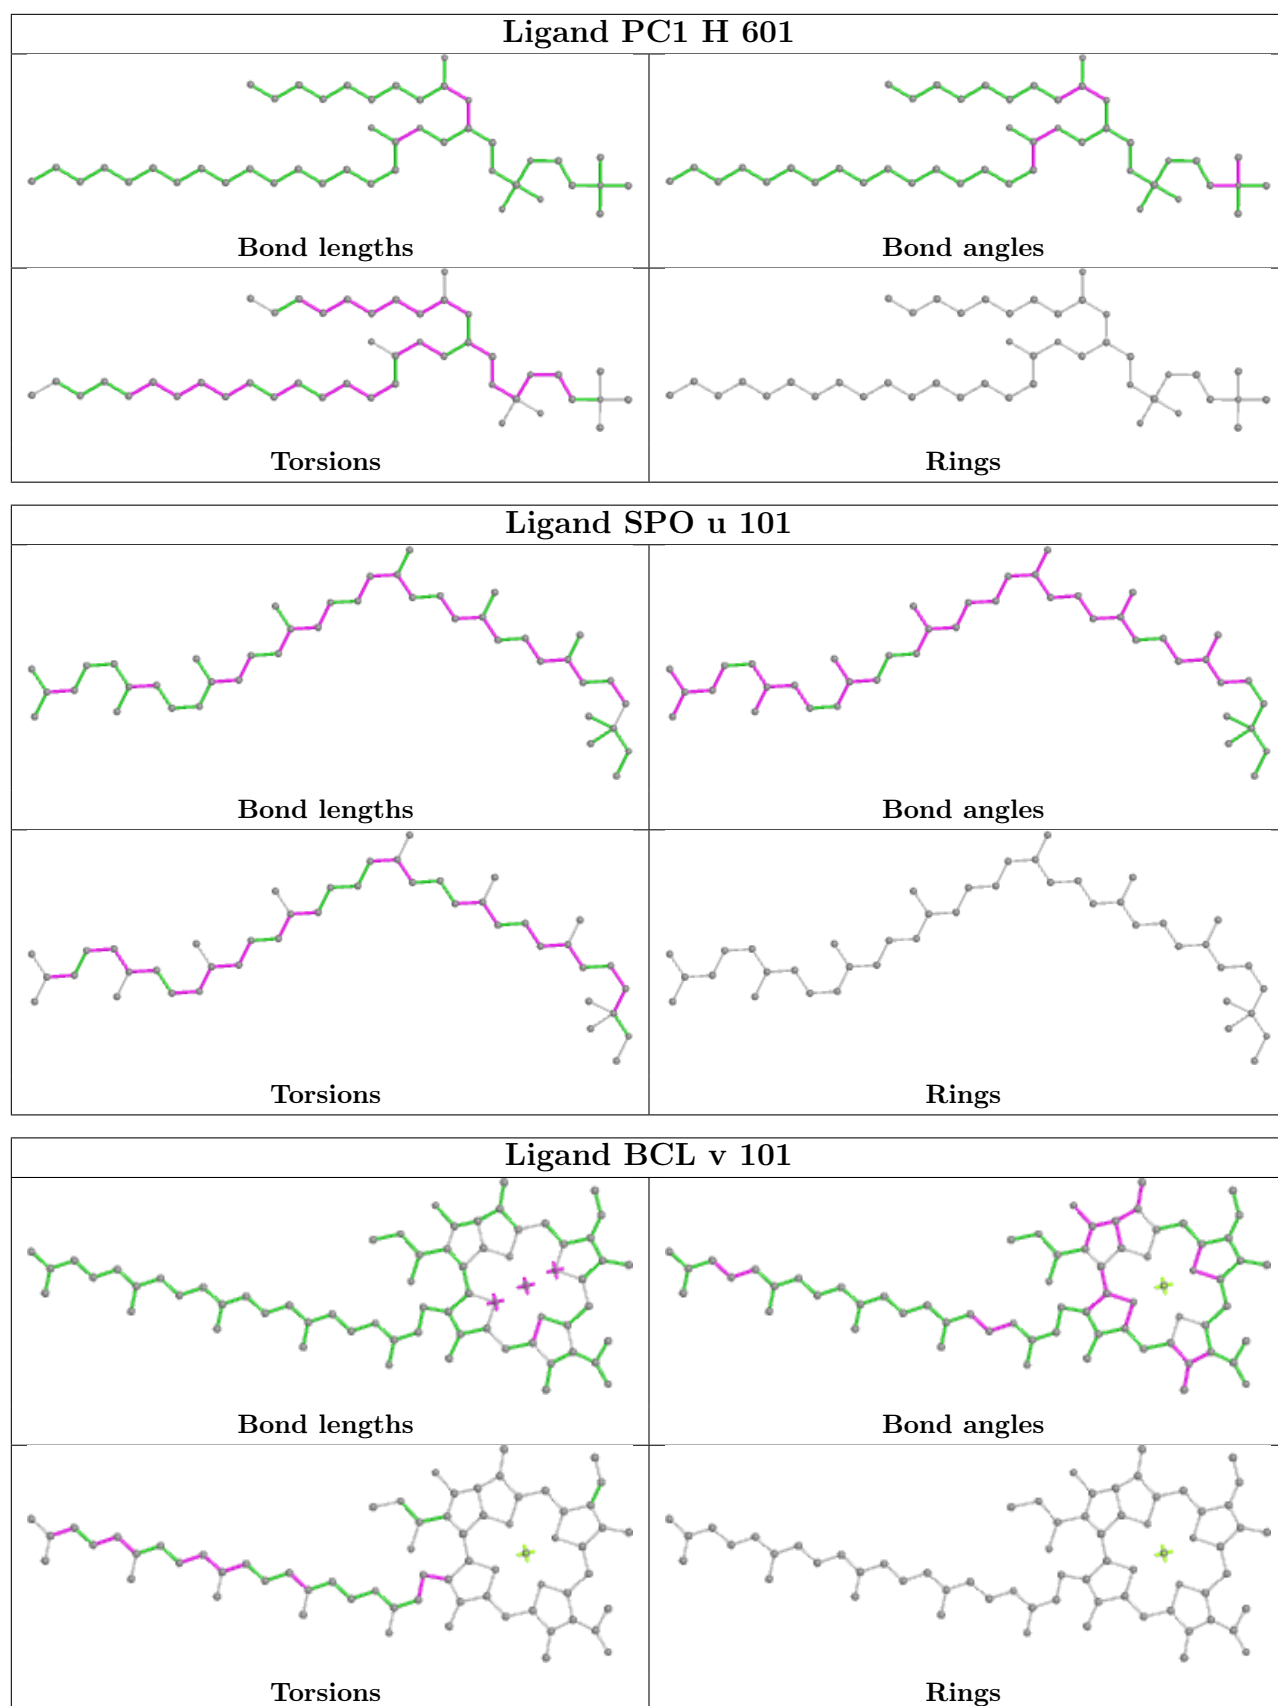 Ligand PC1 H 601
Bond lengths
Bond angles
Torsions
Rings
Ligand SPO u 101
Bond lengths
Bond angles
Torsions
Rings
Ligand BCL v 101
Bond lengths
Bond angles
Torsions
Rings